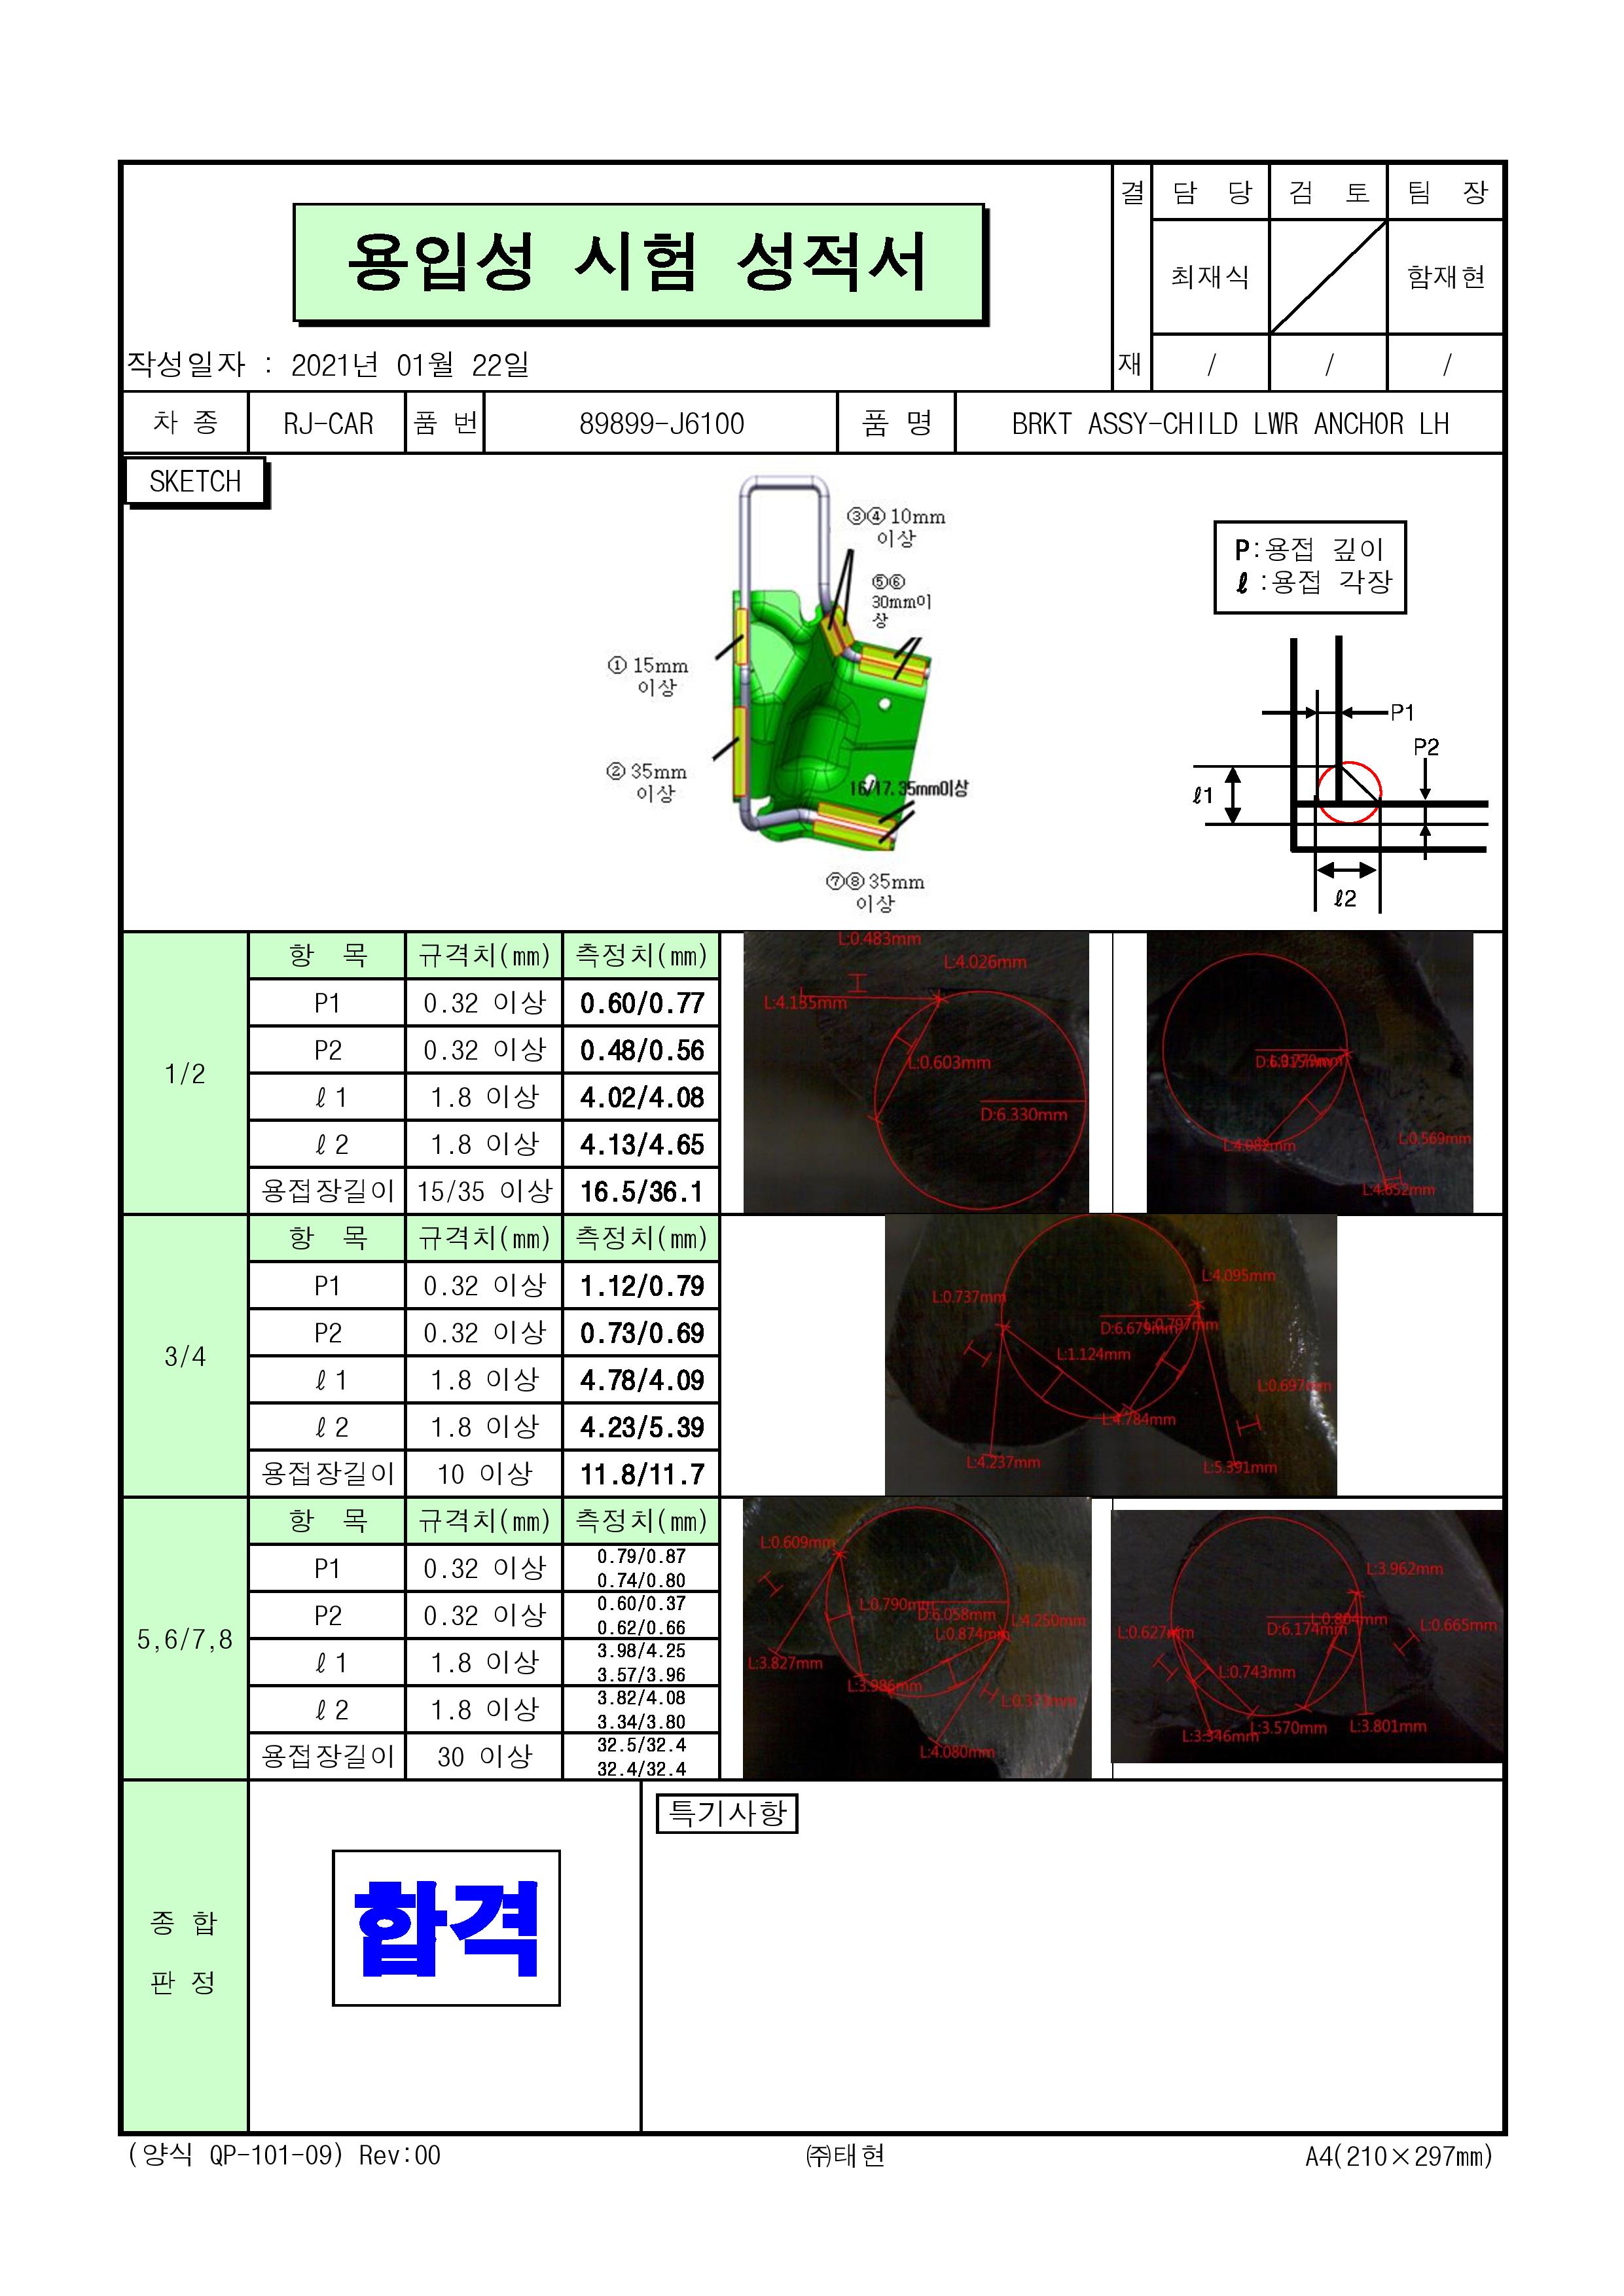 용입성 시험 성적서
작성일자 : 2021년 01월 22일
결 재
담 당 검 토 팀 장
최재식 함재현
/ / /
차 종 RJ-CAR 품 번 89899-J6100 품 명 BRKT ASSY-CHILD LWR ANCHOR LH
SKETCH
③④ 10mm
이상
⑤⑥
30mm이
상
① 15mm
이상
② 35mm
이상
16/17. 35mm이상
⑦⑧ 35mm
이상
P:용접 깊이
ℓ :용접 각장
P1
P2
ℓ1
ℓ2
1/2
항 목 규격치(mm) 측정치(mm)
P1 0.32 이상 0.60/0.77
P2 0.32 이상 0.48/0.56
ℓ1 1.8 이상 4.02/4.08
ℓ2 1.8 이상 4.13/4.65
용접장길이 15/35 이상 16.5/36.1
L:0.483mm
L:4.026mm
L:4.135mm
L:0.603mm
D:6.330mm
L:4.082mm
L:0.569mm
L:4.652mm
3/4
항 목 규격치(mm) 측정치(mm)
P1 0.32 이상 1.12/0.79
P2 0.32 이상 0.73/0.69
ℓ1 1.8 이상 4.78/4.09
ℓ2 1.8 이상 4.23/5.39
용접장길이 10 이상 11.8/11.7
L:4.095mm
L:0.737mm
D:6.679mm
L:0.797mm
L:1.124mm
L:0.697mm
L:4.784mm
L:4.237mm
L:5.391mm
5,6/7,8
항 목 규격치(mm) 측정치(mm)
P1 0.32 이상 0.79/0.87
0.74/0.80
P2 0.32 이상 0.60/0.37
0.62/0.66
ℓ1 1.8 이상 3.98/4.25
3.57/3.96
ℓ2 1.8 이상 3.82/4.08
3.34/3.80
용접장길이 30 이상 32.5/32.4
32.4/32.4
L:0.609mm
L:0.790mm
D:6.058mm
L:4.250mm
L:0.874mm
L:3.827mm
L:3.986mm
L:4.080mm
L:3.962mm
L:0.804mm
L:0.665mm
L:0.627mm
D:6.174mm
L:0.743mm
L:3.346mm
L:3.570mm
L:3.801mm
종 합
판 정
합격
특기사항
(양식 QP-101-09) Rev:00 ㈜태현 A4(210×297mm)